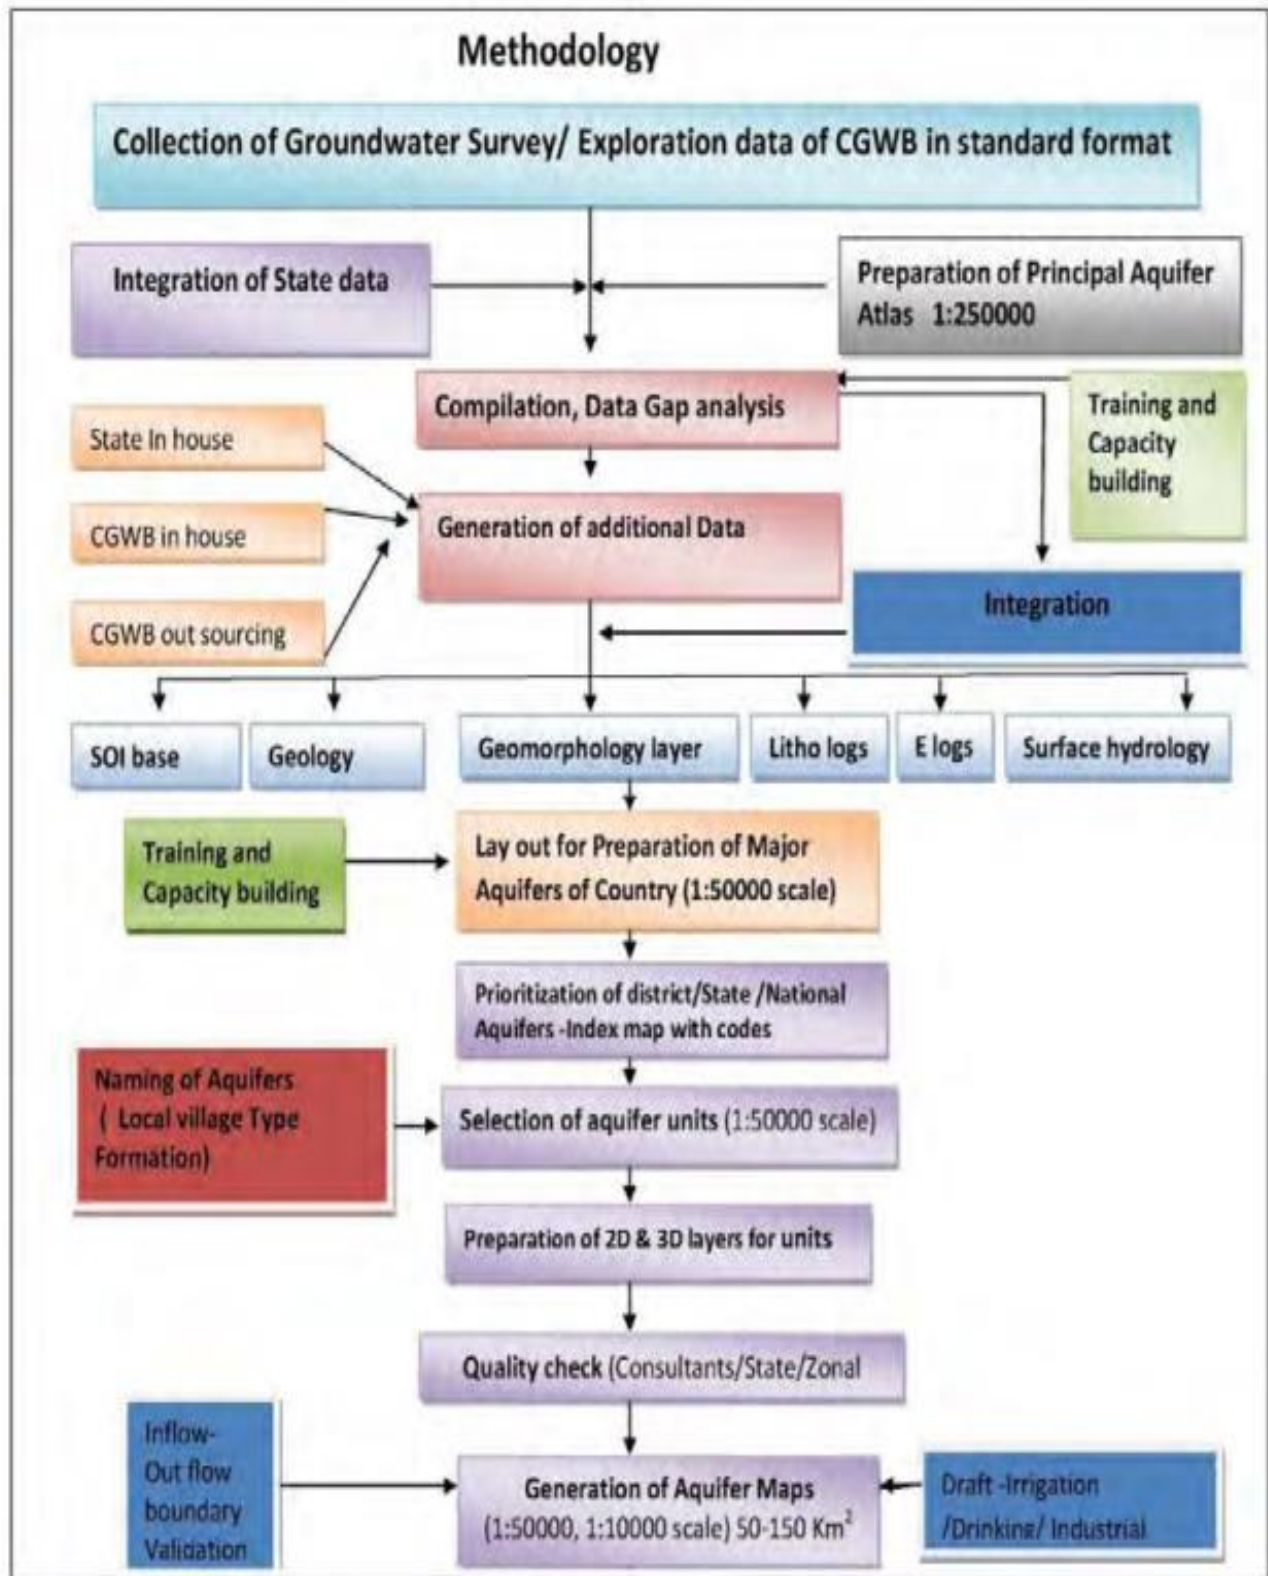 Methodology
Collection of Groundwater Survey/ Exploration data of CGWB in standard format
Integration of State data
Preparation of Principal Aquifer
Atlas 1:250000
Compilation, Data Gap analysis
Training and
Capacity
building
State In house
CGWB in house
CGWB out sourcing
Generation of additional Data
Integration
SOI base
Geology
Geomorphology layer
Litho logs
E logs
Surface hydrology
Training and
Capacity building
Lay out for Preparation of Major
Aquifers of Country (1:50000 scale)
Prioritization of district/State /National
Aquifers -Index map with codes
Naming of Aquifers
( Local village Type
Formation)
Selection of aquifer units (1:50000 scale)
Preparation of 2D & 3D layers for units
Quality check (Consultants/State/Zonal
Inflow-
Out flow
boundary
Validation
Generation of Aquifer Maps
(1:50000, 1:10000 scale) 50-150 Km²
Draft -Irrigation
/Drinking/ Industrial